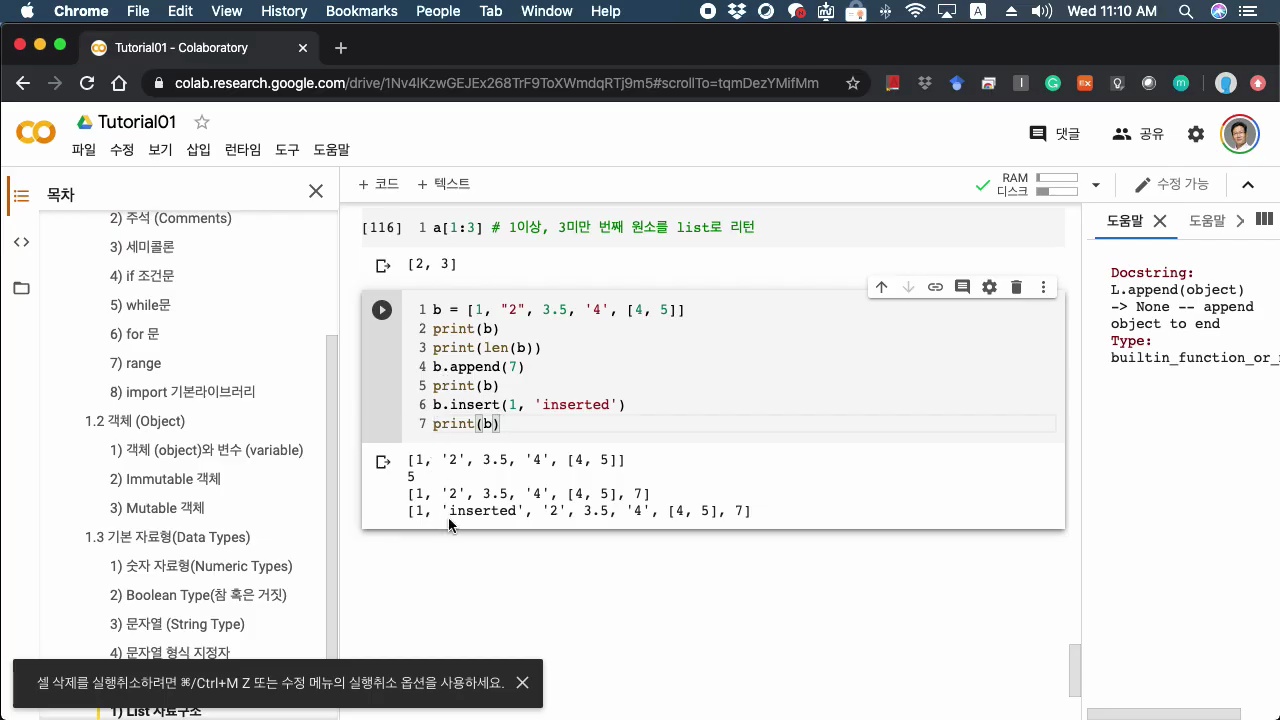 Chrome File Edit View History Bookmarks People Tab Window Help A Wed 11:10 AM
Tutorial01 - Colaboratory
colab.research.google.com/drive/1Nv4lKzwGEJEx268TrF9ToXWmdqRTj9m5#scrollTo=tqmDezYMifMm
Tutorial01
댓글 공유
파일 수정 보기 삽입 런타임 도구 도움말
목차
+ 코드 + 텍스트
RAM
디스크
수정 가능
2) 주석 (Comments)
3) 세미콜론
4) if 조건문
5) while문
6) for 문
7) range
8) import 기본라이브러리
1.2 객체 (Object)
1) 객체 (object)와 변수 (variable)
2) Immutable 객체
3) Mutable 객체
1.3 기본 자료형(Data Types)
1) 숫자 자료형(Numeric Types)
2) Boolean Type(참 혹은 거짓)
3) 문자열 (String Type)
4) 문자열 형식 지정자
1) List 자료구조
[116] 1 a[1:3] # 1이상, 3미만 번째 원소를 list로 리턴
[2, 3]
1 b = [1, "2", 3.5, '4', [4, 5]]
2 print(b)
3 print(len(b))
4 b.append(7)
5 print(b)
6 b.insert(1, 'inserted')
7 print(b)
[1, '2', 3.5, '4', [4, 5]]
5
[1, '2', 3.5, '4', [4, 5], 7]
[1, 'inserted', '2', 3.5, '4', [4, 5], 7]
도움말 도움말
Docstring:
L.append(object)
-> None -- append
object to end
Type:
builtin_function_or_
셀 삭제를 실행취소하려면 ⌘/Ctrl+M Z 또는 수정 메뉴의 실행취소 옵션을 사용하세요.